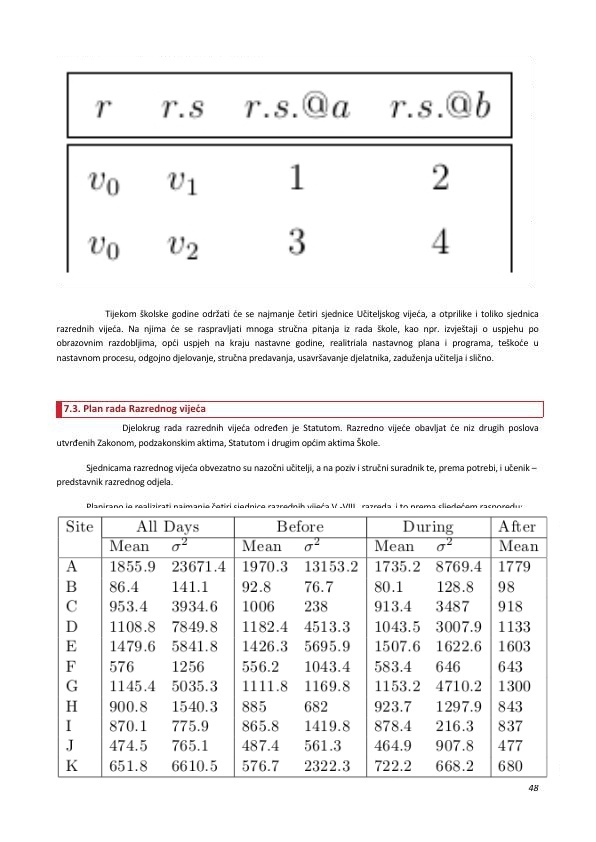 r r.s r.s.@a r.s.@b
v0 v1 1 2
v0 v2 3 4
Tijekom školske godine održati će se najmanje četiri sjednice Učiteljskog vijeća, a otprilike i toliko sjednica
razrednih vijeća. Na njima će se raspravljati mnoga stručna pitanja iz rada škole, kao npr. izvještaji o uspjehu po
obrazovnim razdobljima, opći uspjeh na kraju nastavne godine, realitriala nastavnog plana i programa, teškoće u
nastavnom procesu, odgojno djelovanje, stručna predavanja, usavršavanje djelatnika, zaduženja učitelja i slično.
7.3. Plan rada Razrednog vijeća
Djelokrug rada razrednih vijeća određen je Statutom. Razredno vijeće obavljat će niz drugih poslova
utvrđenih Zakonom, podzakonskim aktima, Statutom i drugim općim aktima Škole.
Sjednicama razrednog vijeća obvezatno su nazočni učitelji, a na poziv i stručni suradnik te, prema potrebi, i učenik –
predstavnik razrednog odjela.
Planirano je realizirati najmanje četiri sjednice razrednih vijeća V.-VIII. razreda, i to prema sljedećem rasporedu:
Site All Days Before During After
Mean σ² Mean σ² Mean σ² Mean
A 1855.9 23671.4 1970.3 13153.2 1735.2 8769.4 1779
B 86.4 141.1 92.8 76.7 80.1 128.8 98
C 953.4 3934.6 1006 238 913.4 3487 918
D 1108.8 7849.8 1182.4 4513.3 1043.5 3007.9 1133
E 1479.6 5841.8 1426.3 5695.9 1507.6 1622.6 1603
F 576 1256 556.2 1043.4 583.4 646 643
G 1145.4 5035.3 1111.8 1169.8 1153.2 4710.2 1300
H 900.8 1540.3 885 682 923.7 1297.9 843
I 870.1 775.9 865.8 1419.8 878.4 216.3 837
J 474.5 765.1 487.4 561.3 464.9 907.8 477
K 651.8 6610.5 576.7 2322.3 722.2 668.2 680
48